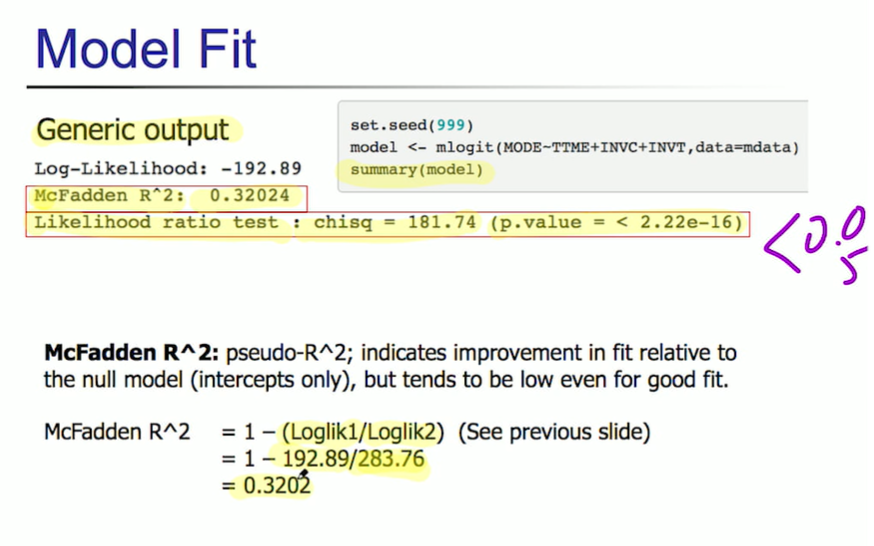 Model Fit
Generic output
Log-Likelihood: -192.89
McFadden R^2: 0.32024
Likelihood ratio test : chisq = 181.74 (p.value = < 2.22e-16)
set.seed(999)
model <- mlogit(MODE~TTME+INVC+INVT,data=mdata)
summary(model)
<0.0
5
McFadden R^2: pseudo-R^2; indicates improvement in fit relative to
the null model (intercepts only), but tends to be low even for good fit.
McFadden R^2 = 1 – (Loglik1/Loglik2) (See previous slide)
= 1 – 192.89/283.76
= 0.3202